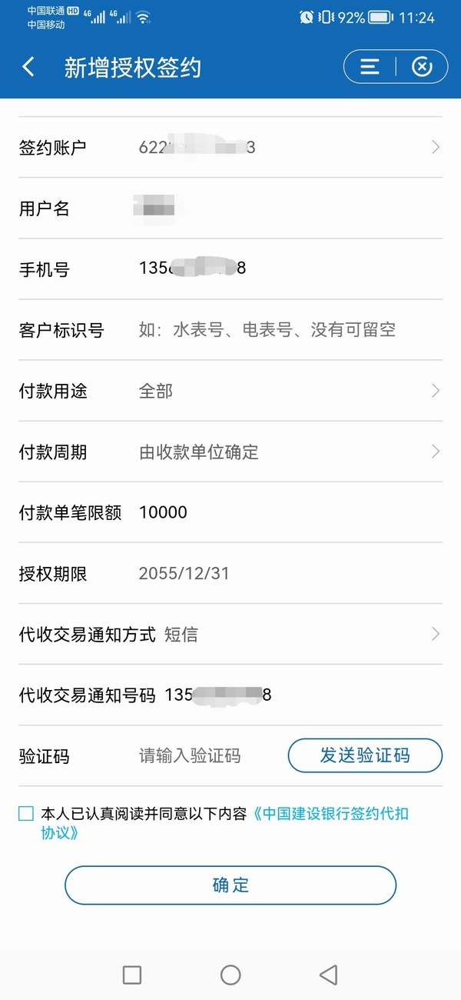 中国联通 HD 4G 4G 92% 11:24
中国移动
新增授权签约
签约账户 622 3
用户名
手机号 135 8
客户标识号 如：水表号、电表号、没有可留空
付款用途 全部
付款周期 由收款单位确定
付款单笔限额 10000
授权期限 2055/12/31
代收交易通知方式 短信
代收交易通知号码 135 8
验证码 请输入验证码 发送验证码
本人已认真阅读并同意以下内容《中国建设银行签约代扣
协议》
确定